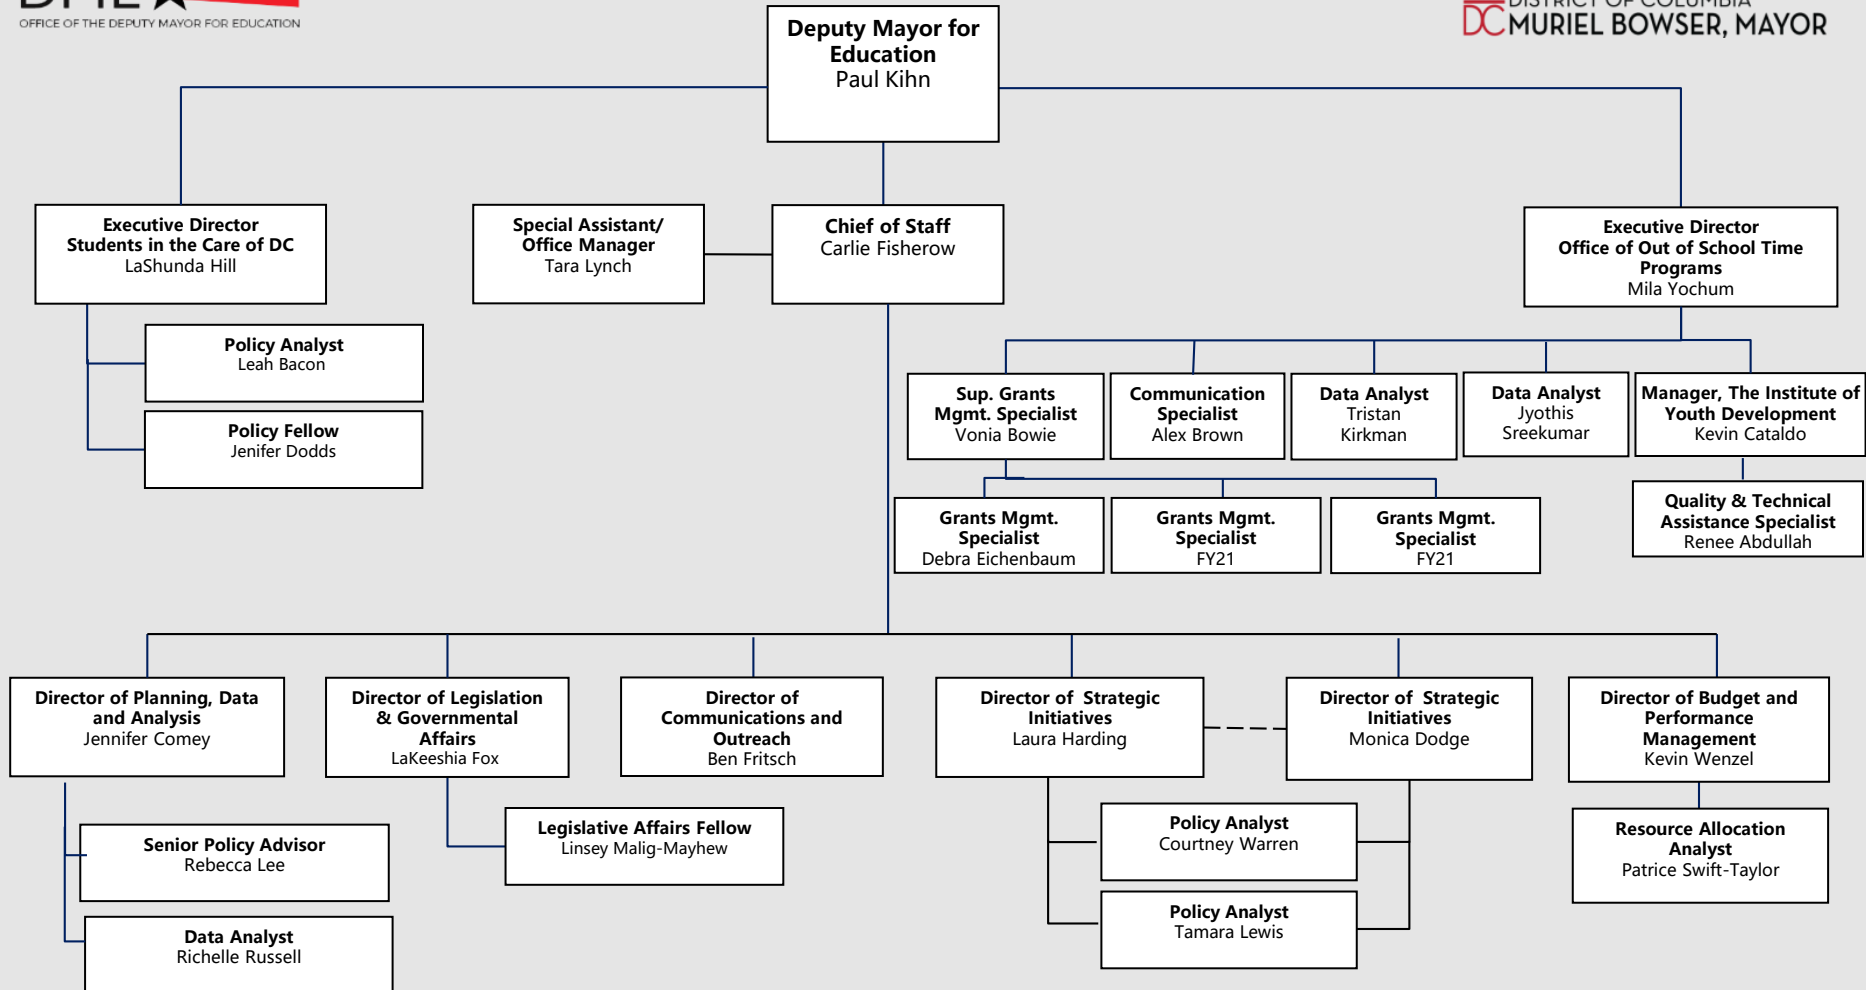 DME
OFFICE OF THE DEPUTY MAYOR FOR EDUCATION
DISTRICT OF COLUMBIA
DC MURIEL BOWSER, MAYOR
Deputy Mayor for
Education
Paul Kihn
Executive Director
Students in the Care of DC
LaShunda Hill
Special Assistant/
Office Manager
Tara Lynch
Chief of Staff
Carlie Fisherow
Executive Director
Office of Out of School Time
Programs
Mila Yochum
Policy Analyst
Leah Bacon
Policy Fellow
Jenifer Dodds
Sup. Grants
Mgmt. Specialist
Vonia Bowie
Communication
Specialist
Alex Brown
Data Analyst
Tristan
Kirkman
Data Analyst
Jyothis
Sreekumar
Manager, The Institute of
Youth Development
Kevin Cataldo
Grants Mgmt.
Specialist
Debra Eichenbaum
Grants Mgmt.
Specialist
FY21
Grants Mgmt.
Specialist
FY21
Quality & Technical
Assistance Specialist
Renee Abdullah
Director of Planning, Data
and Analysis
Jennifer Comey
Director of Legislation
& Governmental
Affairs
LaKeeshia Fox
Director of
Communications and
Outreach
Ben Fritsch
Director of Strategic
Initiatives
Laura Harding
Director of Strategic
Initiatives
Monica Dodge
Director of Budget and
Performance
Management
Kevin Wenzel
Senior Policy Advisor
Rebecca Lee
Data Analyst
Richelle Russell
Legislative Affairs Fellow
Linsey Malig-Mayhew
Policy Analyst
Courtney Warren
Policy Analyst
Tamara Lewis
Resource Allocation
Analyst
Patrice Swift-Taylor